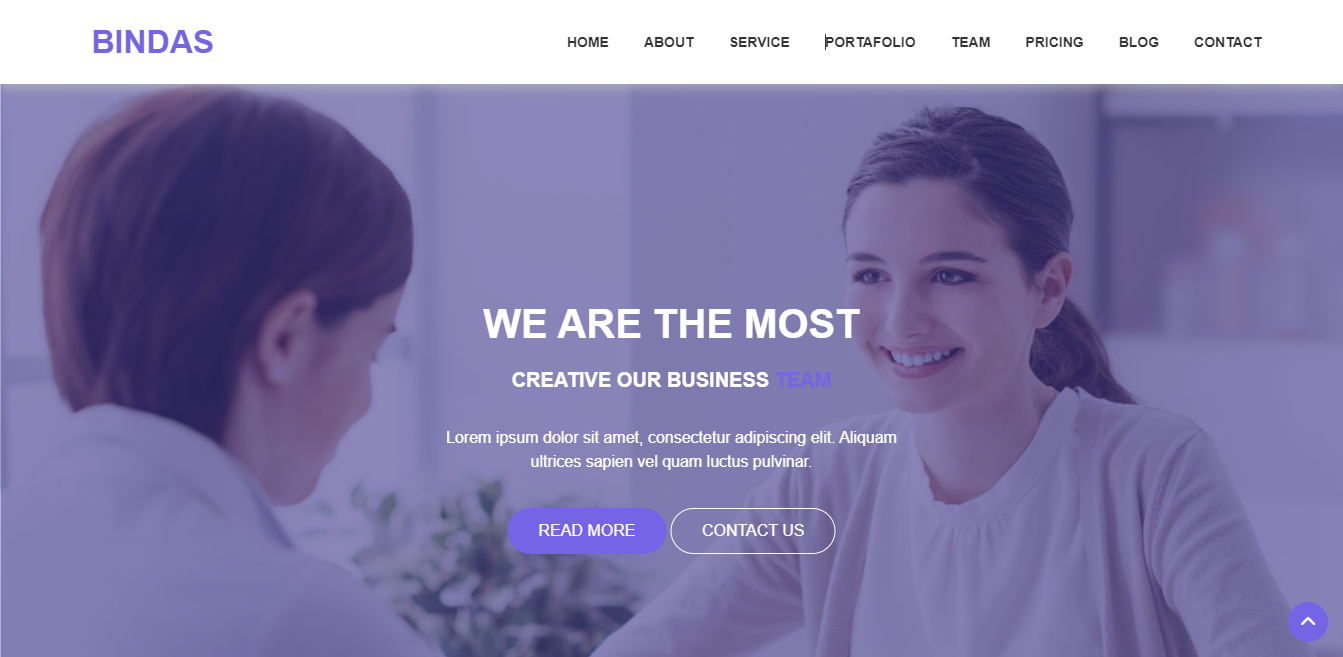 BINDAS
HOME ABOUT SERVICE PORTAFOLIO TEAM PRICING BLOG CONTACT
WE ARE THE MOST
CREATIVE OUR BUSINESS TEAM
Lorem ipsum dolor sit amet, consectetur adipiscing elit. Aliquam
ultrices sapien vel quam luctus pulvinar.
READ MORE CONTACT US